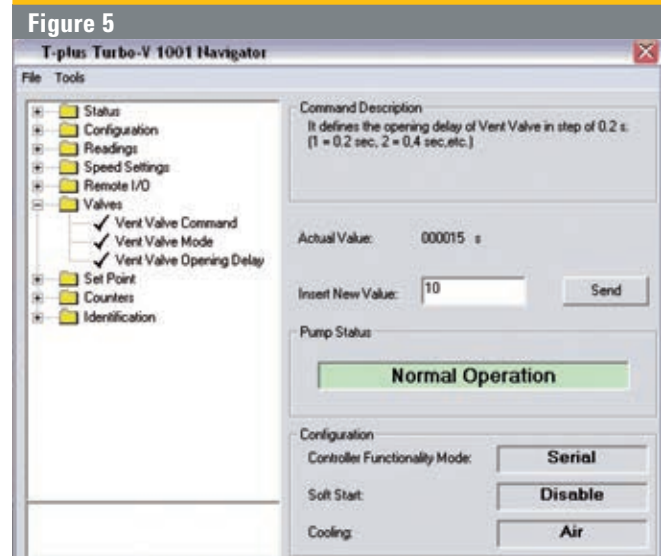 Figure 5
T-plus Turbo-V 1001 Navigator
File Tools
Status
Configuration
Readings
Speed Settings
Remote I/O
Valves
Vent Valve Command
Vent Valve Mode
Vent Valve Opening Delay
Set Point
Counters
Identification
Command Description
It defines the opening delay of Vent Valve in step of 0.2 s.
(1 = 0.2 sec, 2 = 0,4 sec,etc.)
Actual Value: 000015 s
Insert New Value: 10 Send
Pump Status
Normal Operation
Configuration
Controller Functionality Mode: Serial
Soft Start: Disable
Cooling: Air